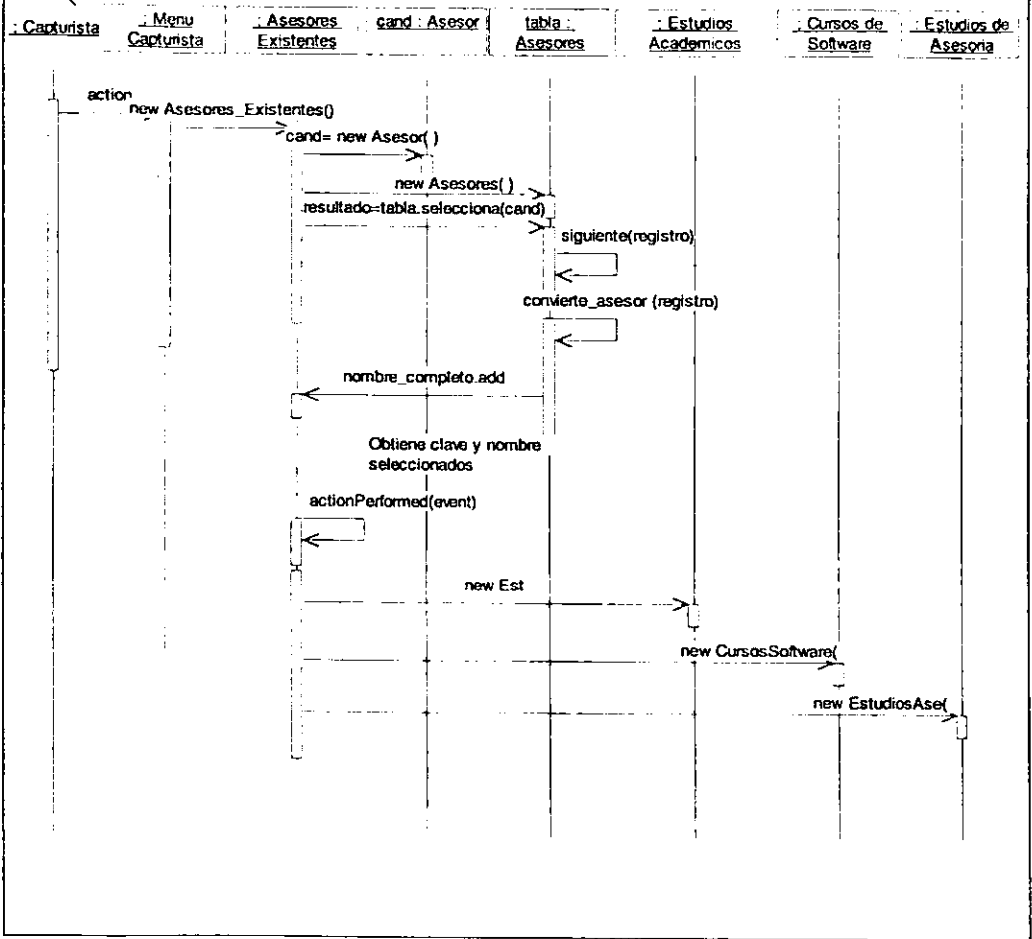 : Capturista
: Menu
Capturista
: Asesores
Existentes
cand : Asesor
tabla :
Asesores
: Estudios
Academicos
: Cursos de
Software
: Estudios de
Asesoria
action
new Asesores_Existentes()
cand= new Asesor( )
new Asesores( )
resultado=tabla.selecciona(cand)
siguiente(registro)
convierte_asesor (registro)
nombre_completo.add
Obtiene clave y nombre
seleccionados
actionPerformed(event)
new Est
new CursosSoftware(
new EstudiosAse(